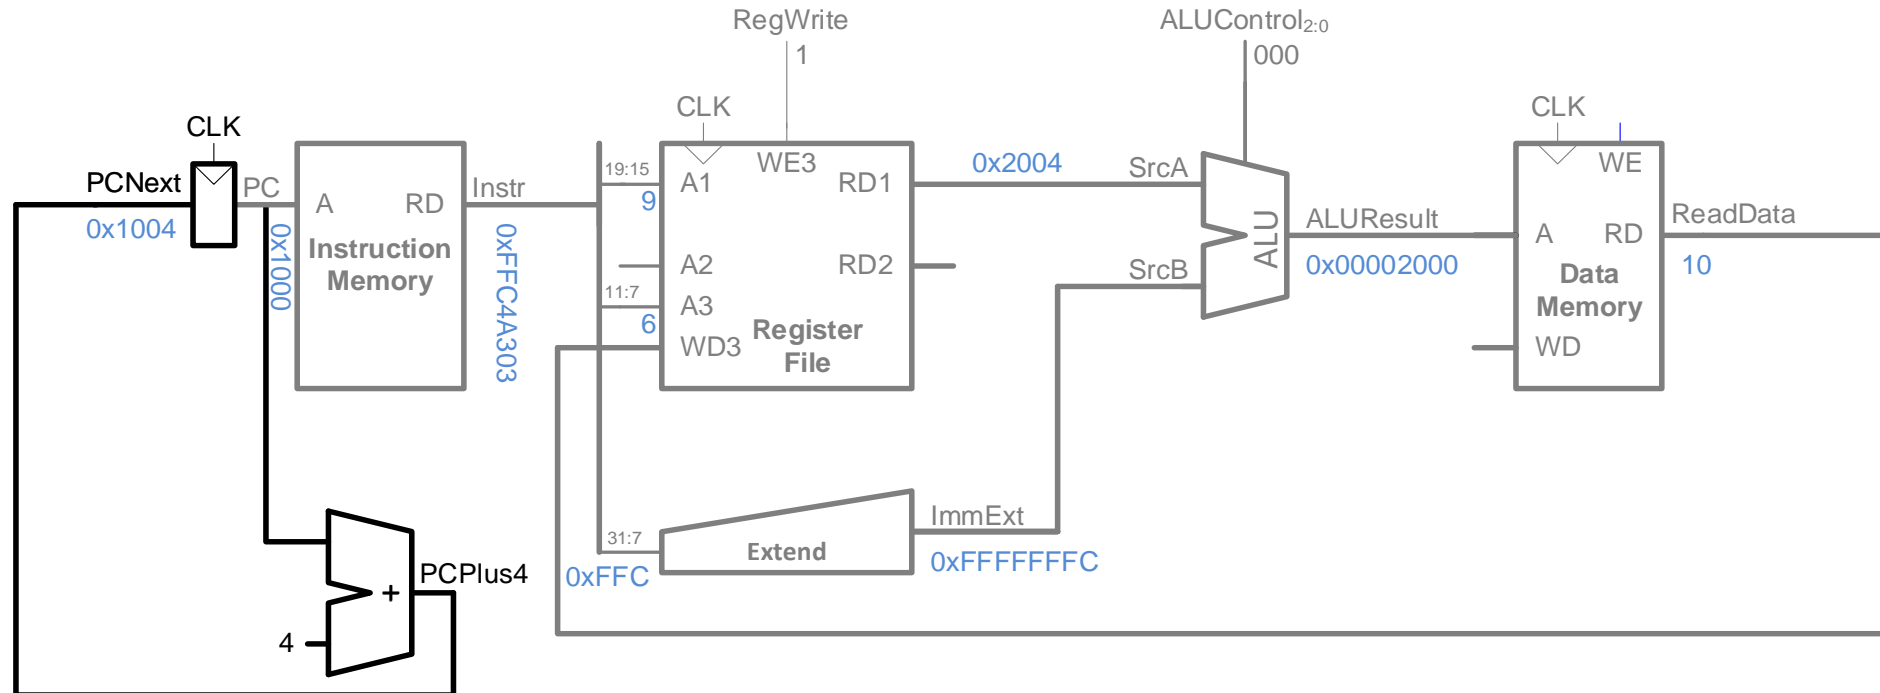 RegWrite
1
ALUControl2:0
000
CLK
PCNext
0x1004
PC
0x1000
A
RD
Instruction
Memory
Instr
0xFFC4A303
19:15
9
11:7
6
31:7
0xFFC
CLK
WE3
A1
RD1
A2
RD2
A3
WD3
Register
File
0x2004
SrcA
SrcB
ALU
ALUResult
0x00002000
CLK
WE
A
RD
Data
Memory
WD
ReadData
10
Extend
ImmExt
0xFFFFFFFC
4
+
PCPlus4